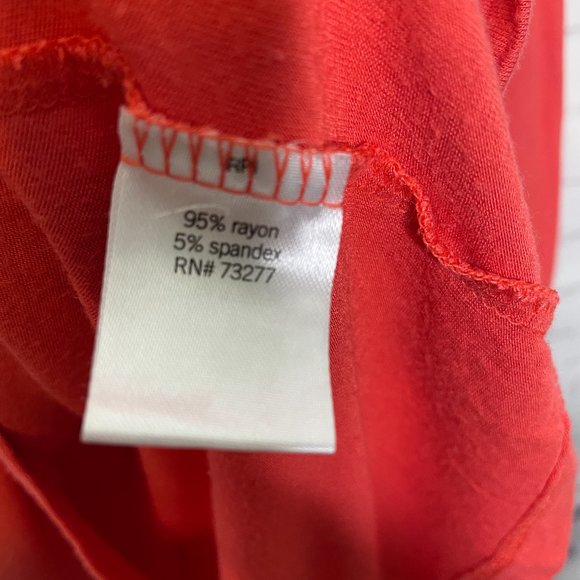 95% rayon
5% spandex
RN# 73277